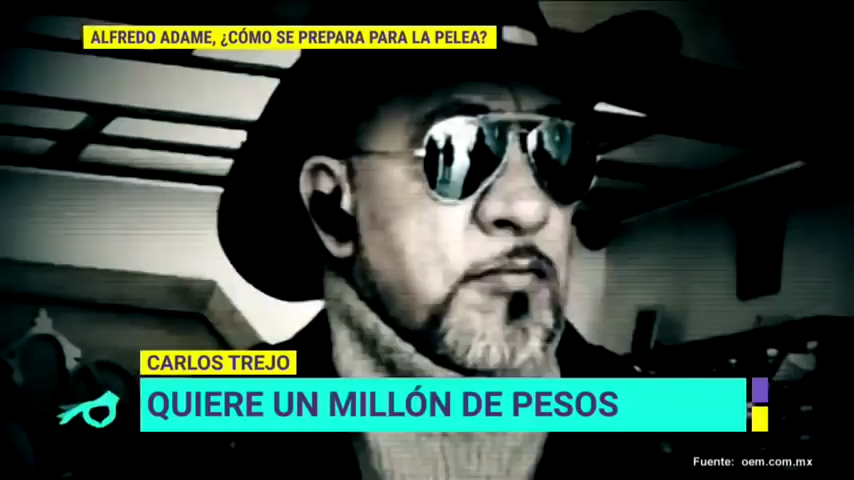 ALFREDO ADAME, ¿CÓMO SE PREPARA PARA LA PELEA?
CARLOS TREJO
QUIERE UN MILLÓN DE PESOS
Fuente: oem.com.mx